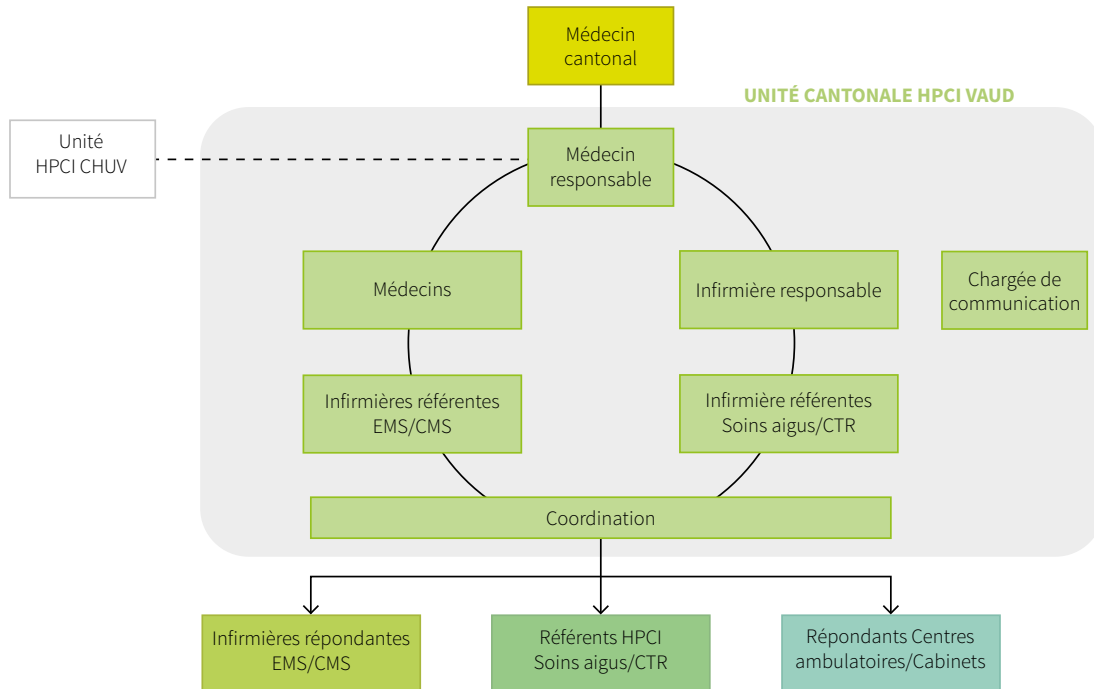 Médecin
cantonal
UNITÉ CANTONALE HPCI VAUD
Unité
HPCI CHUV
Médecin
responsable
Médecins
Infirmière responsable
Chargée de
communication
Infirmières référentes
EMS/CMS
Infirmière référentes
Soins aigus/CTR
Coordination
Infirmières répondantes
EMS/CMS
Référents HPCI
Soins aigus/CTR
Répondants Centres
ambulatoires/Cabinets